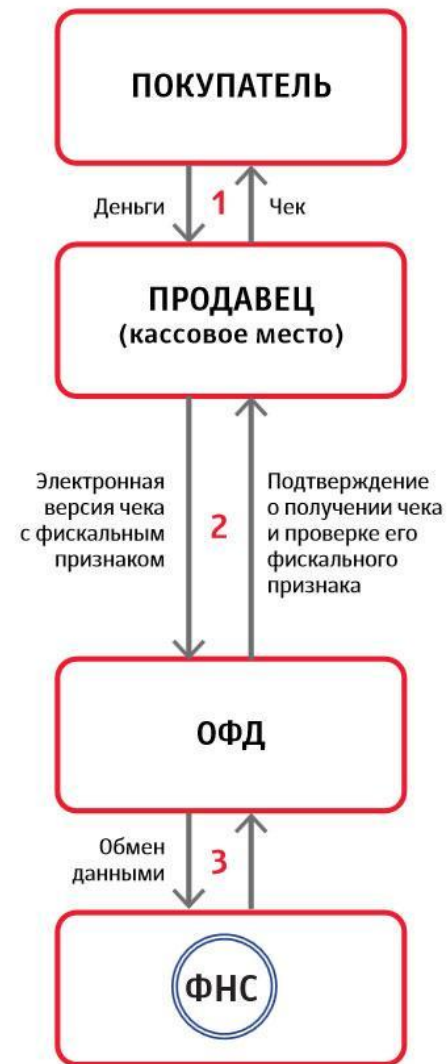 ПОКУПАТЕЛЬ
Деньги
1
Чек
ПРОДАВЕЦ
(кассовое место)
Электронная
версия чека
с фискальным
признаком
2
Подтверждение
о получении чека
и проверке его
фискального
признака
ОФД
Обмен
данными
3
ФНС